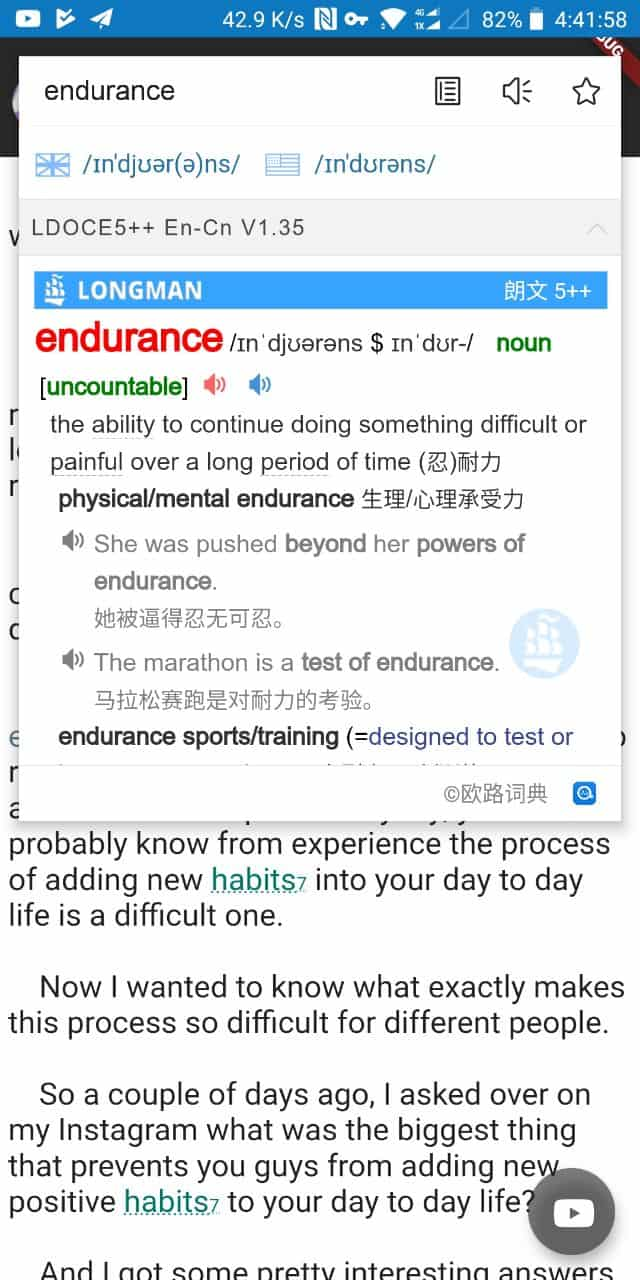 42.9 K/s 4G 1X 82% 4:41:58
endurance
/ɪn'djʊər(ə)ns/ /ɪn'dʊrəns/
LDOCE5++ En-Cn V1.35
LONGMAN 朗文 5++
endurance /ɪnˈdjʊərəns $ ɪnˈdʊr-/ noun
[uncountable]
the ability to continue doing something difficult or
painful over a long period of time (忍)耐力
physical/mental endurance 生理/心理承受力
She was pushed beyond her powers of
endurance.
她被逼得忍无可忍。
The marathon is a test of endurance.
马拉松赛跑是对耐力的考验。
endurance sports/training (=designed to test or
©欧路词典
probably know from experience the process
of adding new habits7 into your day to day
life is a difficult one.
Now I wanted to know what exactly makes
this process so difficult for different people.
So a couple of days ago, I asked over on
my Instagram what was the biggest thing
that prevents you guys from adding new
positive habits7 to your day to day life?
And I got some pretty interesting answers